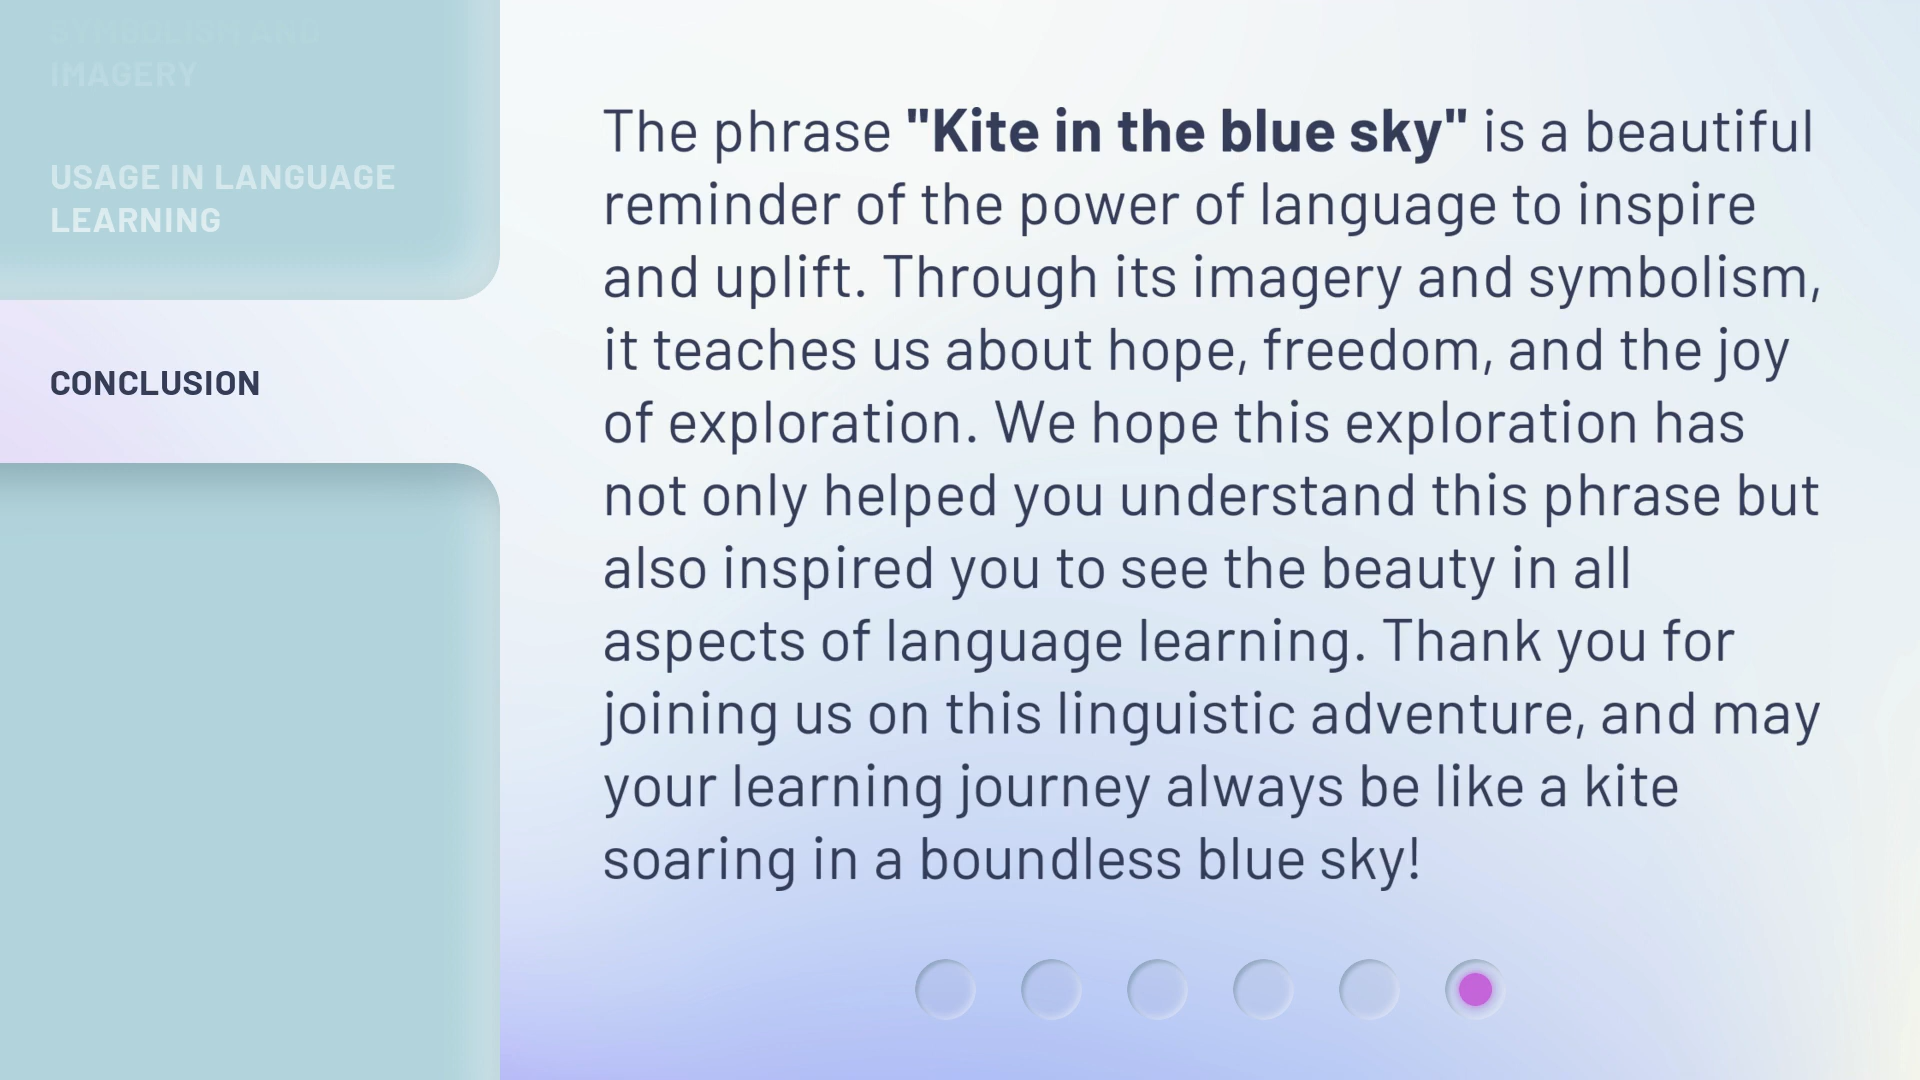 SYMBOLISM AND
IMAGERY
USAGE IN LANGUAGE
LEARNING
CONCLUSION
The phrase "Kite in the blue sky" is a beautiful
reminder of the power of language to inspire
and uplift. Through its imagery and symbolism,
it teaches us about hope, freedom, and the joy
of exploration. We hope this exploration has
not only helped you understand this phrase but
also inspired you to see the beauty in all
aspects of language learning. Thank you for
joining us on this linguistic adventure, and may
your learning journey always be like a kite
soaring in a boundless blue sky!